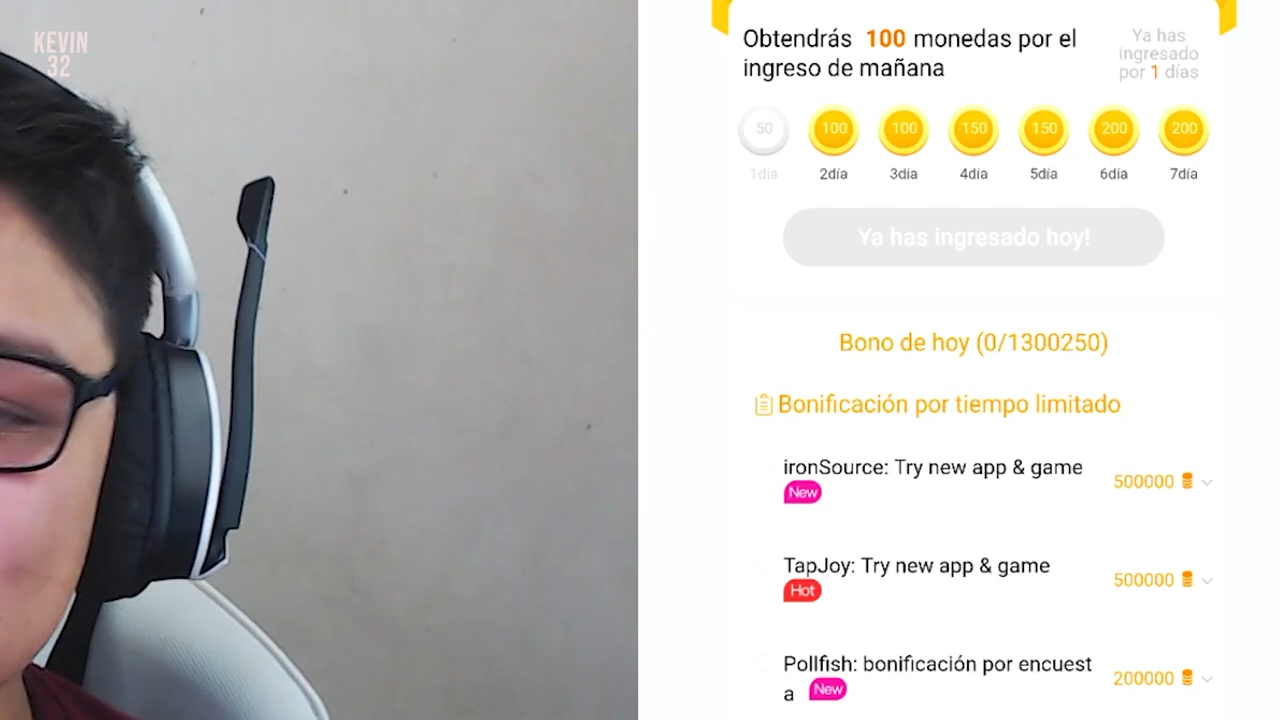 KEVIN
32
Obtendrás 100 monedas por el
ingreso de mañana
Ya has
ingresado
por 1 días
50 100 100 150 150 200 200
1día 2día 3dia 4día 5día 6dia 7día
Ya has ingresado hoy!
Bono de hoy (0/1300250)
Bonificación por tiempo limitado
ironSource: Try new app & game
New
500000
TapJoy: Try new app & game
Hot
500000
Pollfish: bonificación por encuest
a New
200000